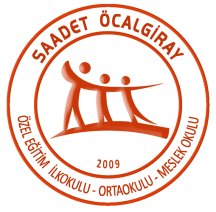 SAADET ÖCALGİRAY
2009
ÖZEL EĞİTİM İLKOKULU - ORTAOKULU - MESLEK OKULU